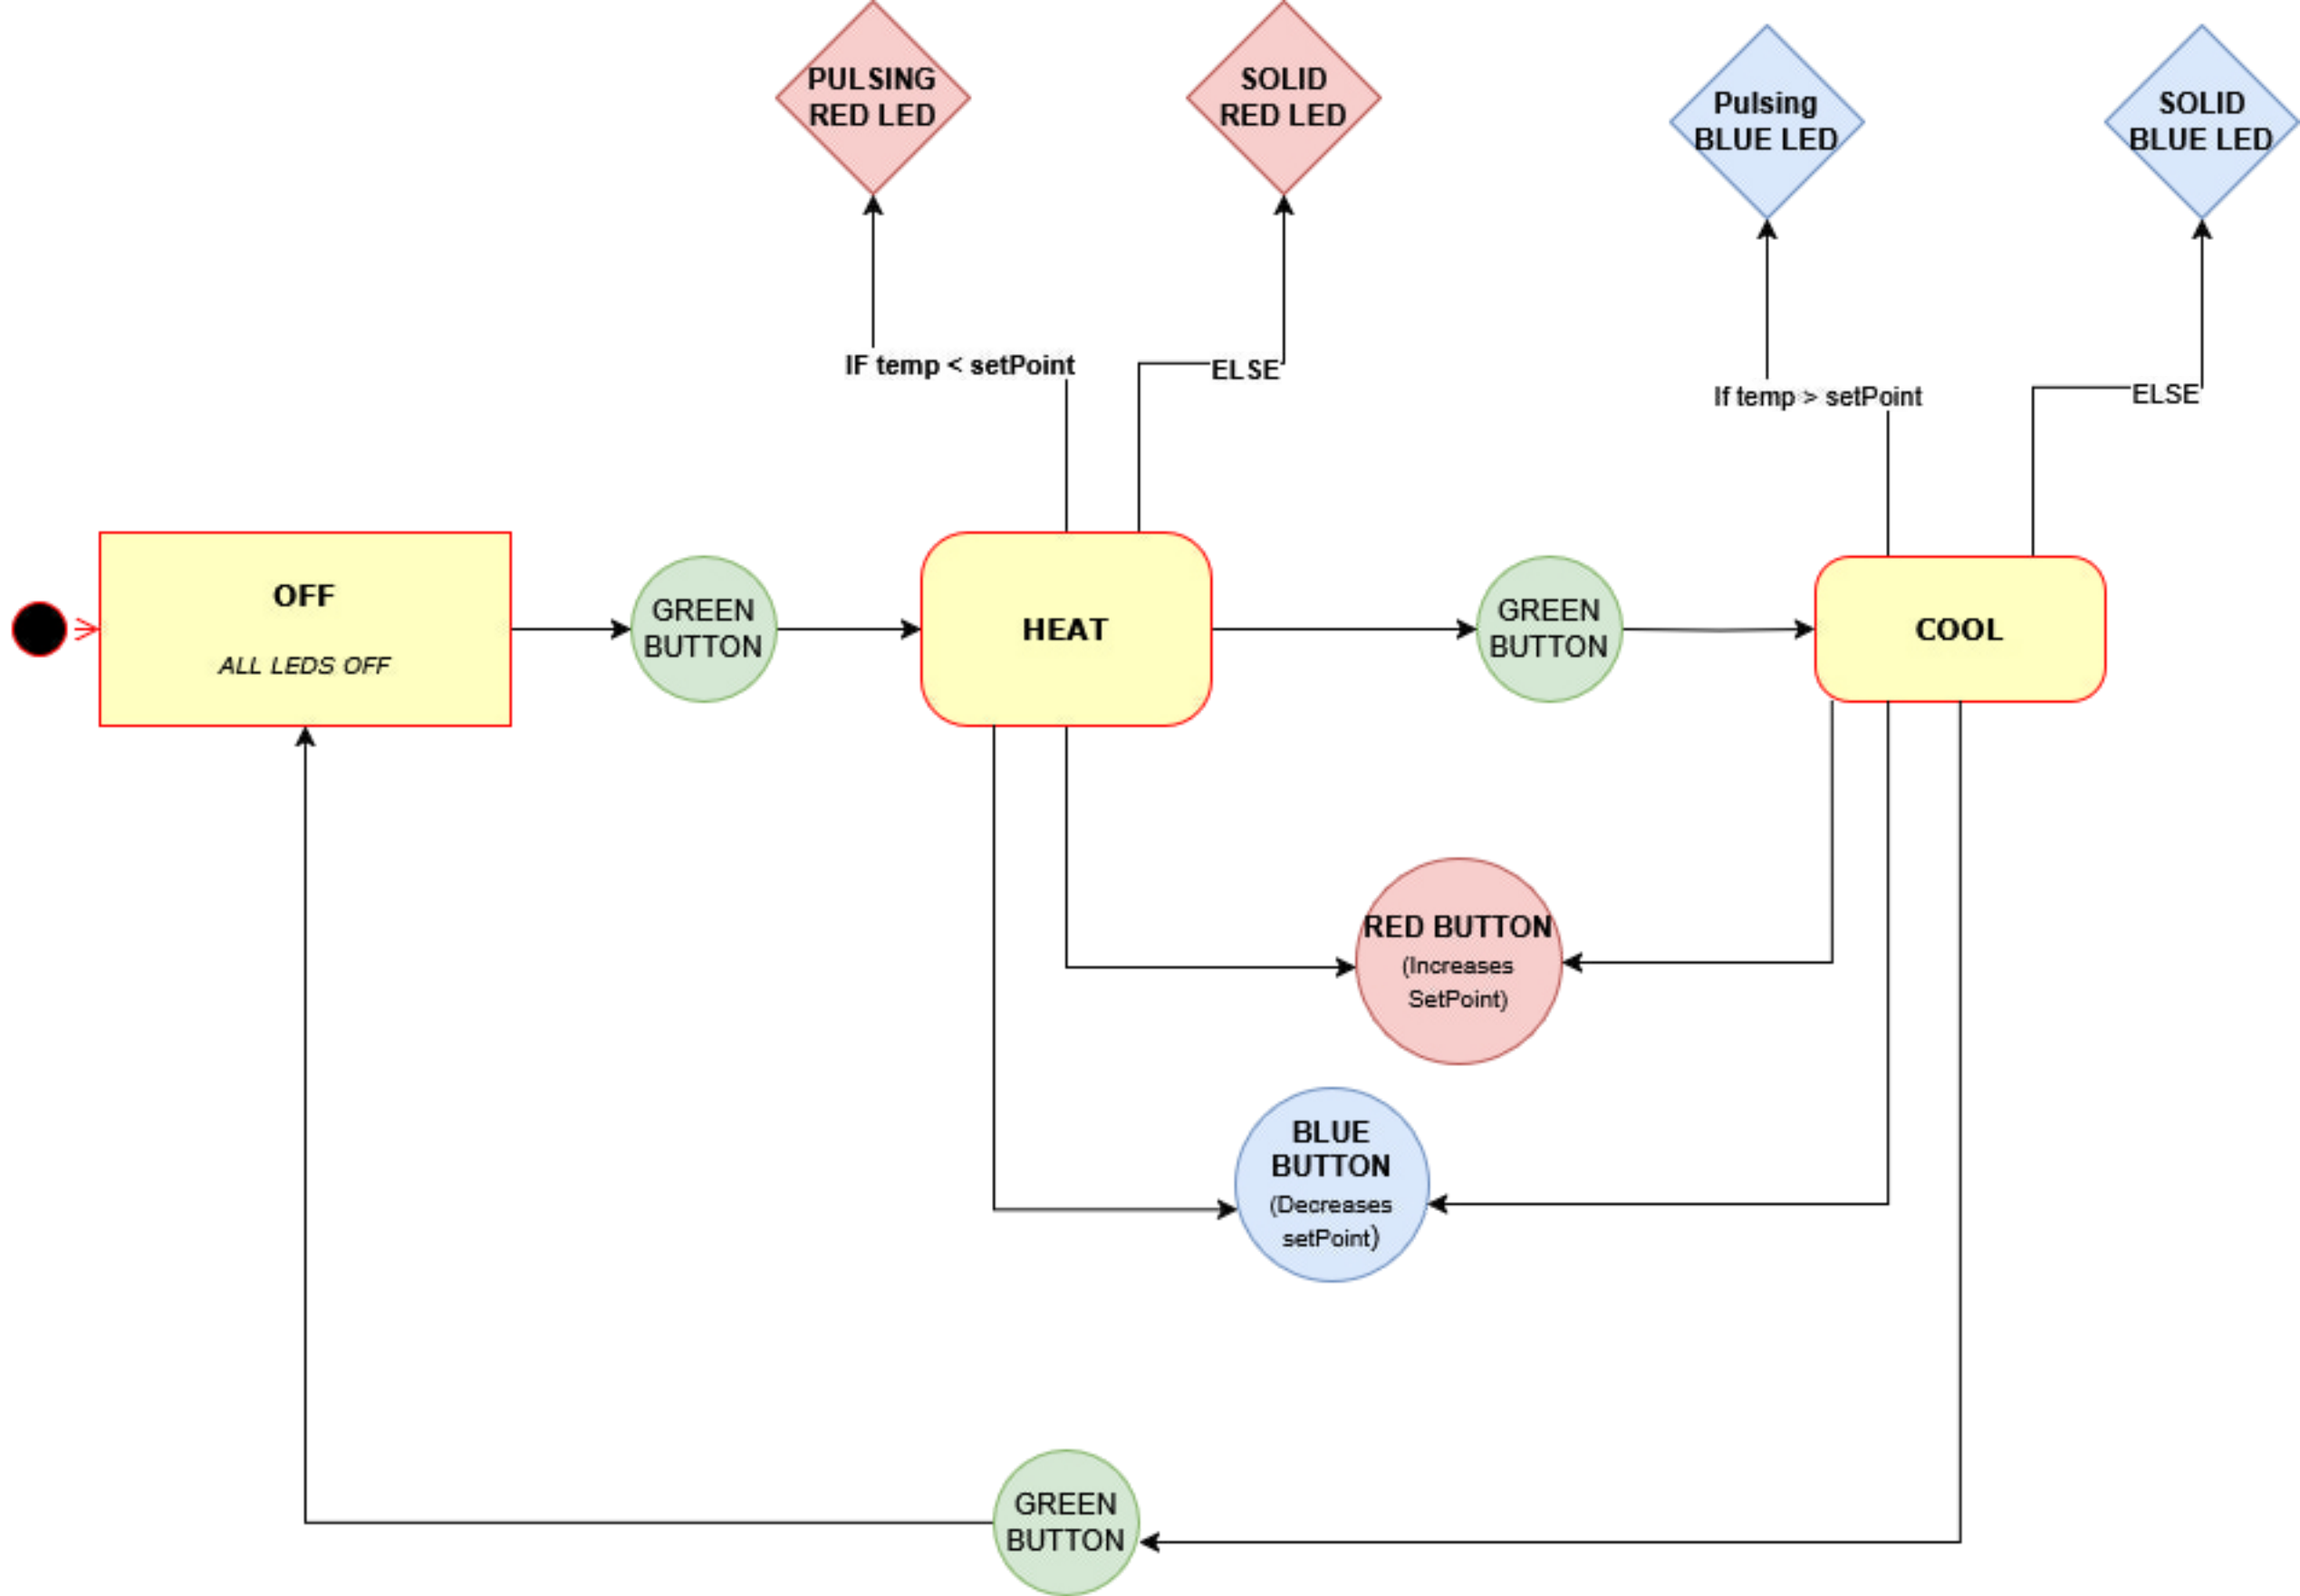 PULSING
RED LED
SOLID
RED LED
Pulsing
BLUE LED
SOLID
BLUE LED
IF temp < setPoint
ELSE
If temp > setPoint
ELSE
OFF
ALL LEDS OFF
GREEN
BUTTON
HEAT
GREEN
BUTTON
COOL
RED BUTTON
(Increases
SetPoint)
BLUE
BUTTON
(Decreases
setPoint)
GREEN
BUTTON